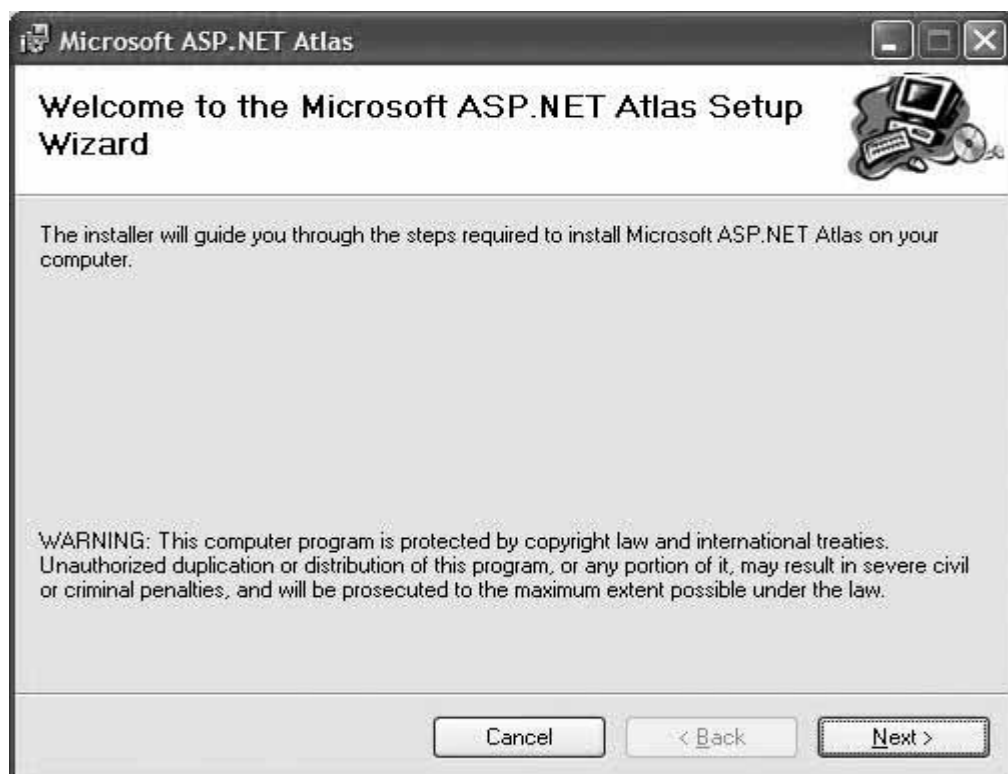 Microsoft ASP.NET Atlas
Welcome to the Microsoft ASP.NET Atlas Setup
Wizard
The installer will guide you through the steps required to install Microsoft ASP.NET Atlas on your
computer.
WARNING: This computer program is protected by copyright law and international treaties.
Unauthorized duplication or distribution of this program, or any portion of it, may result in severe civil
or criminal penalties, and will be prosecuted to the maximum extent possible under the law.
Cancel
< Back
Next >